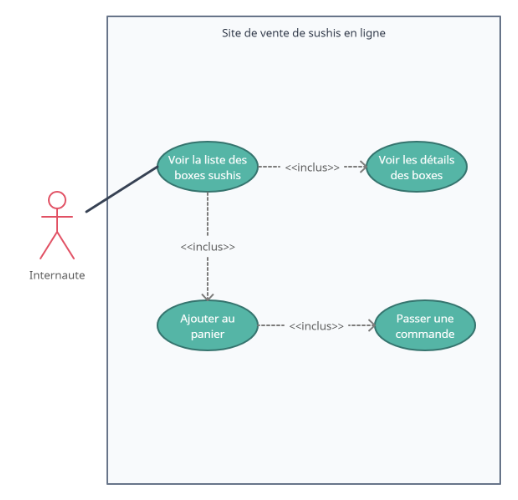 Site de vente de sushis en ligne
Voir la liste des
boxes sushis
<<inclus>>
Voir les détails
des boxes
<<inclus>>
Internaute
Ajouter au
panier
<<inclus>>
Passer une
commande